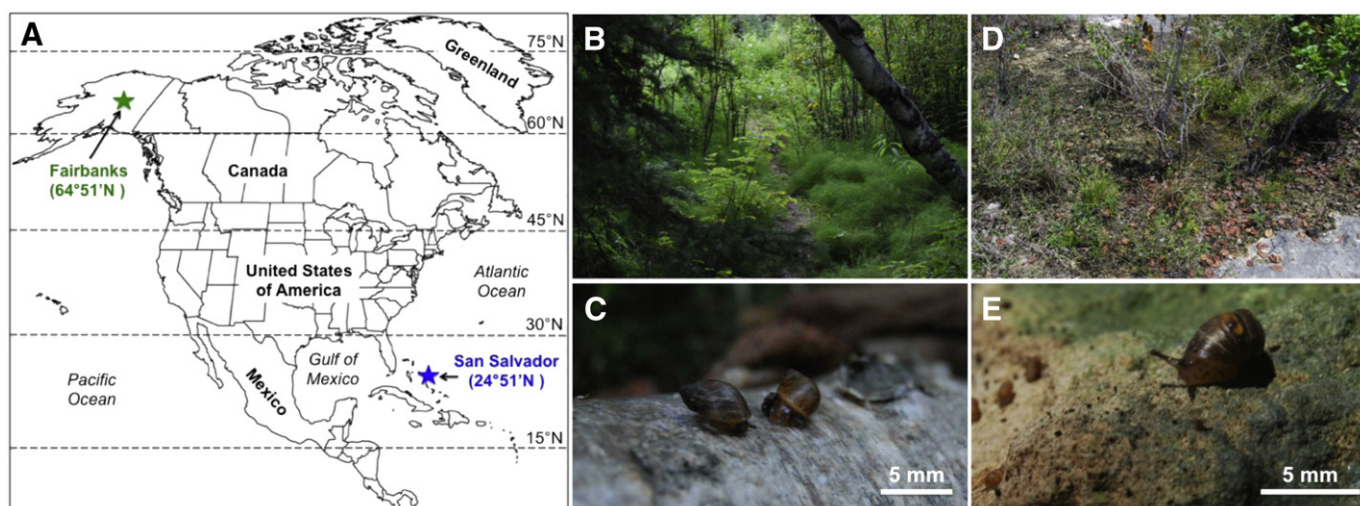 A
75°N
Greenland
60°N
Fairbanks
(64°51'N )
Canada
45°N
United States
of America
Atlantic
Ocean
30°N
Gulf of
Mexico
San Salvador
(24°51'N )
Pacific
Ocean
Mexico
15°N
B
C
5 mm
D
E
5 mm